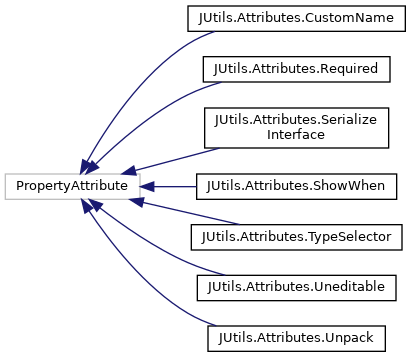 JUtils.Attributes.CustomName
JUtils.Attributes.Required
JUtils.Attributes.Serialize
Interface
PropertyAttribute
JUtils.Attributes.ShowWhen
JUtils.Attributes.TypeSelector
JUtils.Attributes.Uneditable
JUtils.Attributes.Unpack